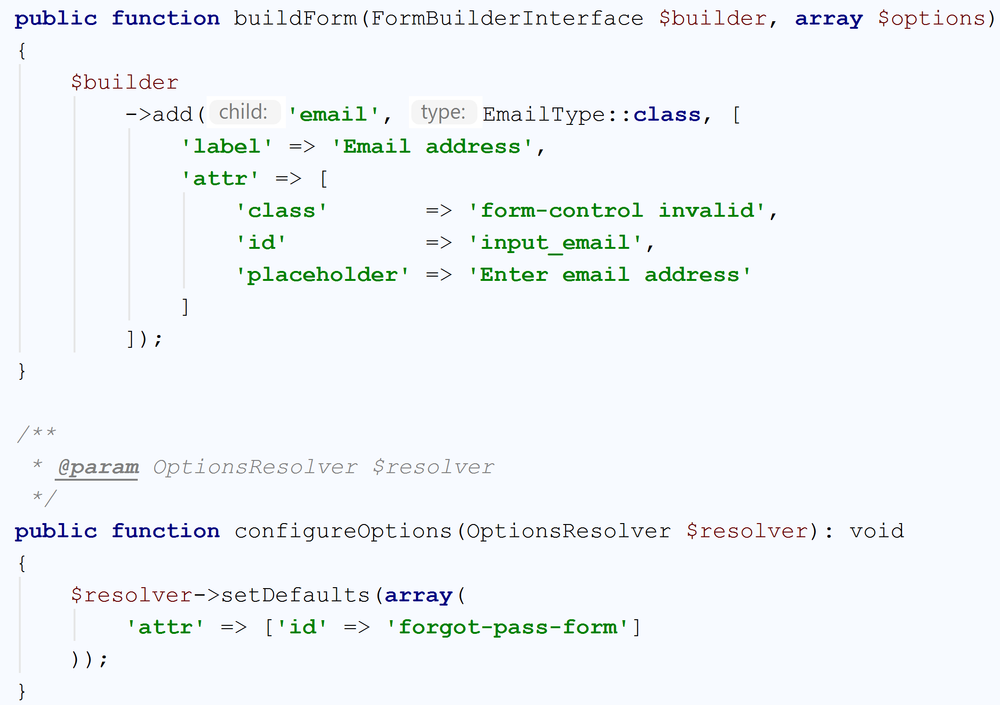 public function buildForm(FormBuilderInterface $builder, array $options)
{
    $builder
        ->add( child: 'email',  type: EmailType::class, [
            'label' => 'Email address',
            'attr' => [
                'class'       => 'form-control invalid',
                'id'          => 'input_email',
                'placeholder' => 'Enter email address'
            ]
        ]);
}

/**
 * @param OptionsResolver $resolver
 */
public function configureOptions(OptionsResolver $resolver): void
{
    $resolver->setDefaults(array(
        'attr' => ['id' => 'forgot-pass-form']
    ));
}